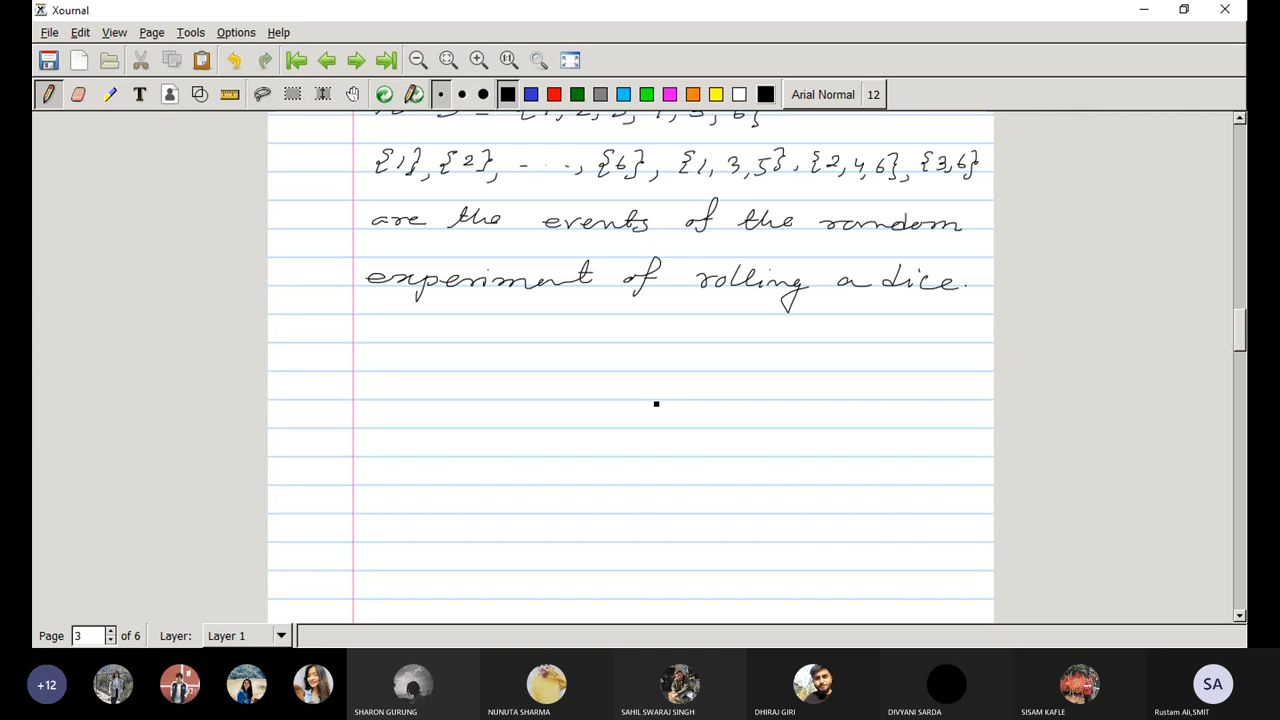 Xournal
File Edit View Page Tools Options Help
Arial Normal 12
{1}, {2}, - - -, {6}, {1, 3, 5}, {2, 4, 6}, {3, 6}
are the events of the random
experiment of rolling a dice.
Page 3 of 6 Layer: Layer 1
+12
SHARON GURUNG
NUNUTA SHARMA
SAHIL SWARAJ SINGH
DHIRAJ GIRI
DIVYANI SARDA
SISAM KAFLE
SA
Rustam Ali,SMIT